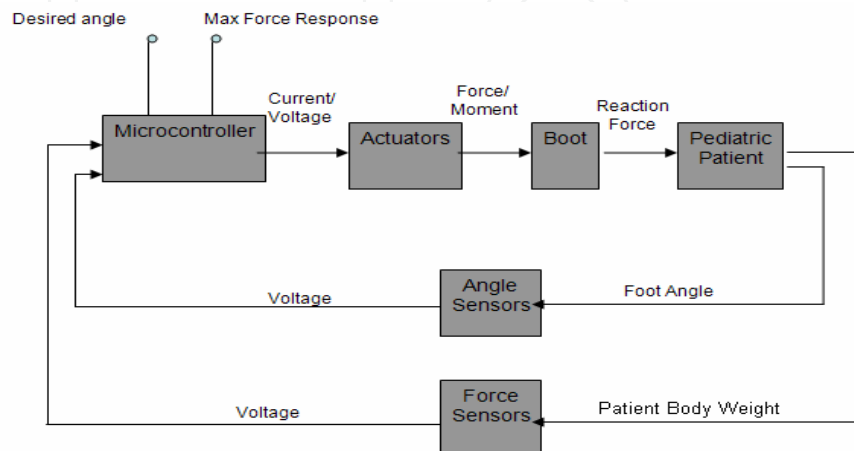 Desired angle
Max Force Response
Microcontroller
Current/
Voltage
Actuators
Force/
Moment
Boot
Reaction
Force
Pediatric
Patient
Voltage
Angle
Sensors
Foot Angle
Voltage
Force
Sensors
Patient Body Weight